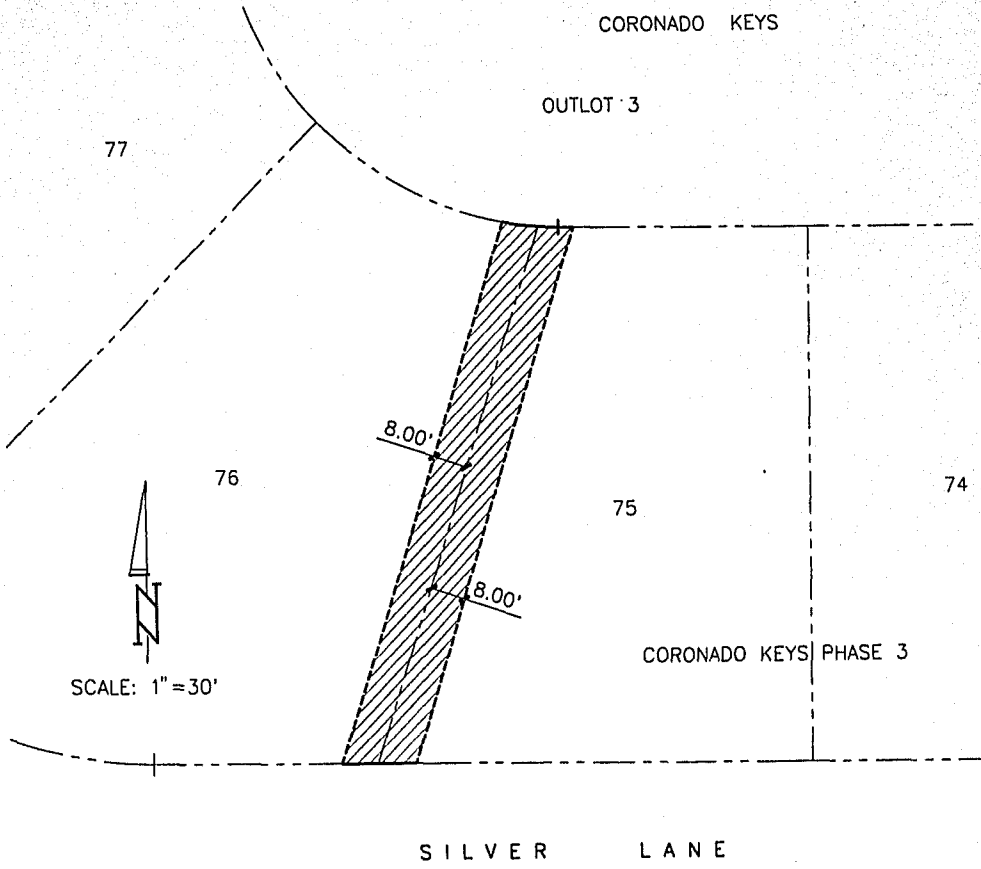 CORONADO KEYS
OUTLOT 3
77
8.00'
76
75
74
8.00'
N
CORONADO KEYS PHASE 3
SCALE: 1"=30'
SILVER LANE